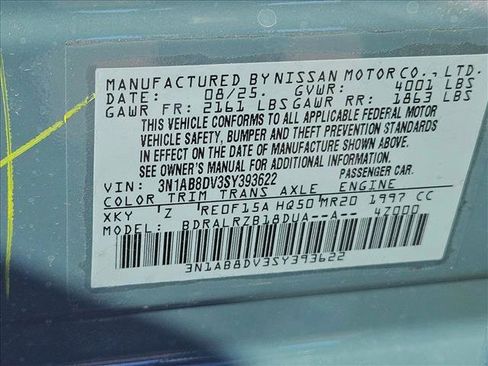 MANUFACTURED BY NISSAN MOTOR CO., LTD.
DATE: 08/25 GVWR: 4001 LBS
GAWR FR: 2161 LBS GAWR RR: 1863 LBS
THIS VEHICLE CONFORMS TO ALL APPLICABLE FEDERAL MOTOR
VEHICLE SAFETY, BUMPER AND THEFT PREVENTION STANDARDS
IN EFFECT ON THE DATE OF MANUFACTURE SHOWN ABOVE.
SEE OWNER'S MANUAL FOR ADDITIONAL INFORMATION.
VIN: 3N1AB8DV3SY393622 PASSENGER CAR.
COLOR TRIM TRANS AXLE ENGINE
XKY Z RE0F15A HQ50 MR20 1997 CC
MODEL: BDRALRZB18DUA--A-- 4Z000
3N1AB8DV3SY393622